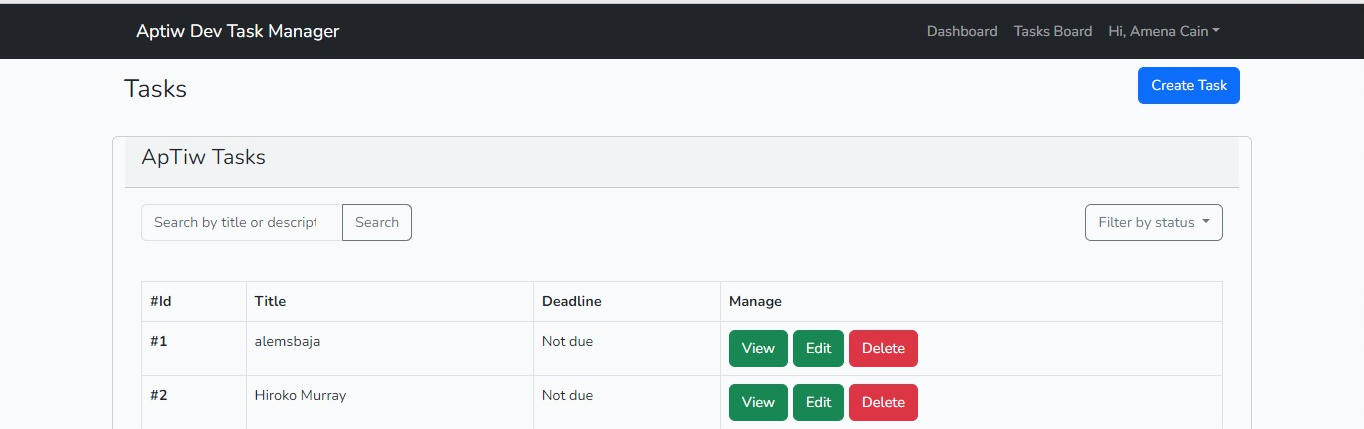 Aptiw Dev Task Manager Dashboard Tasks Board Hi, Amena Cain
Tasks Create Task
ApTiw Tasks
Search by title or descript Search Filter by status
#Id Title Deadline Manage
#1 alemsbaja Not due View Edit Delete
#2 Hiroko Murray Not due View Edit Delete